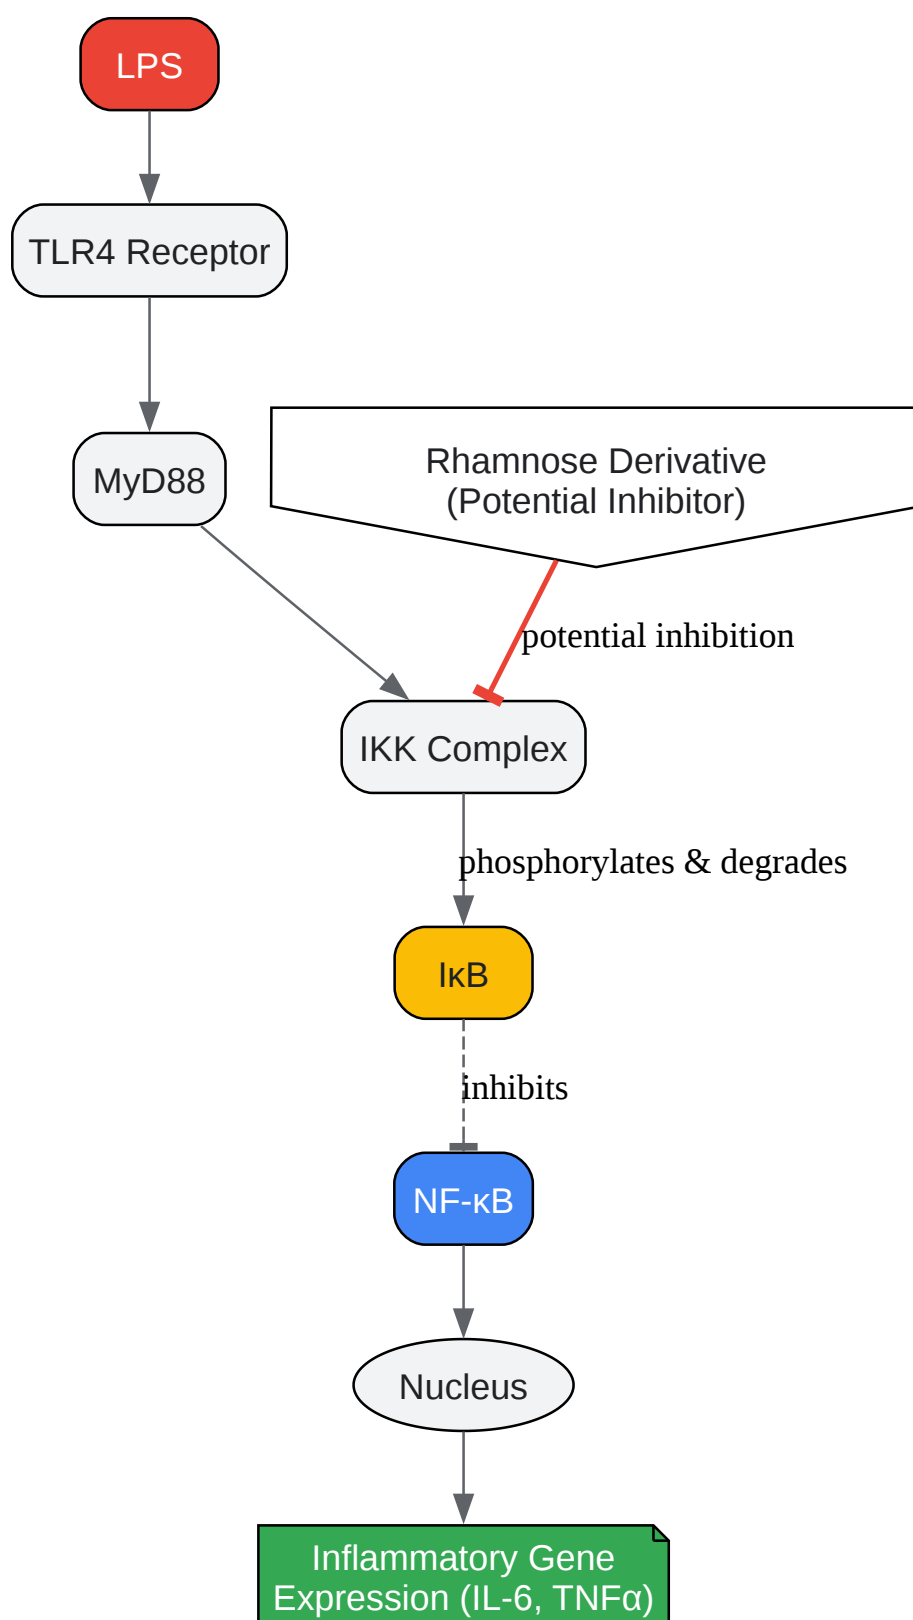 LPS
TLR4 Receptor
MyD88
Rhamnose Derivative
(Potential Inhibitor)
potential inhibition
IKK Complex
phosphorylates & degrades
IκB
inhibits
NF-κB
Nucleus
Inflammatory Gene
Expression (IL-6, TNFα)